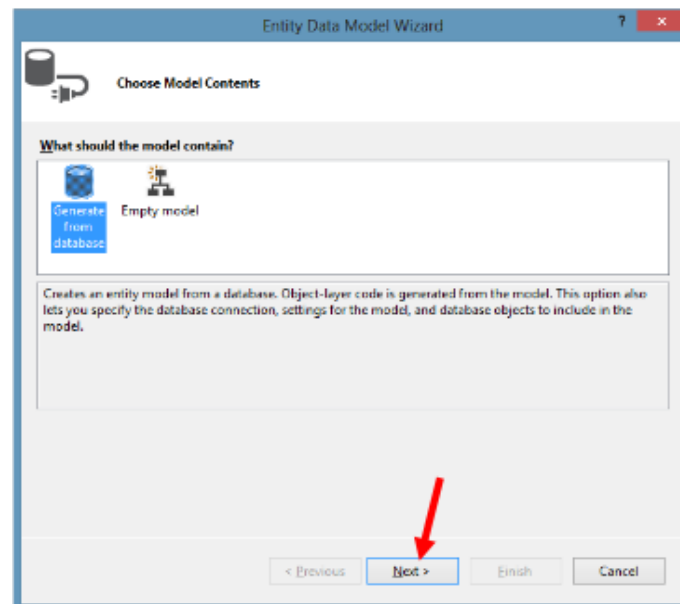 Entity Data Model Wizard
?
x
Choose Model Contents
What should the model contain?
Generate
from
database
Empty model
Creates an entity model from a database. Object-layer code is generated from the model. This option also
lets you specify the database connection, settings for the model, and database objects to include in the
model.
< Previous
Next >
Finish
Cancel